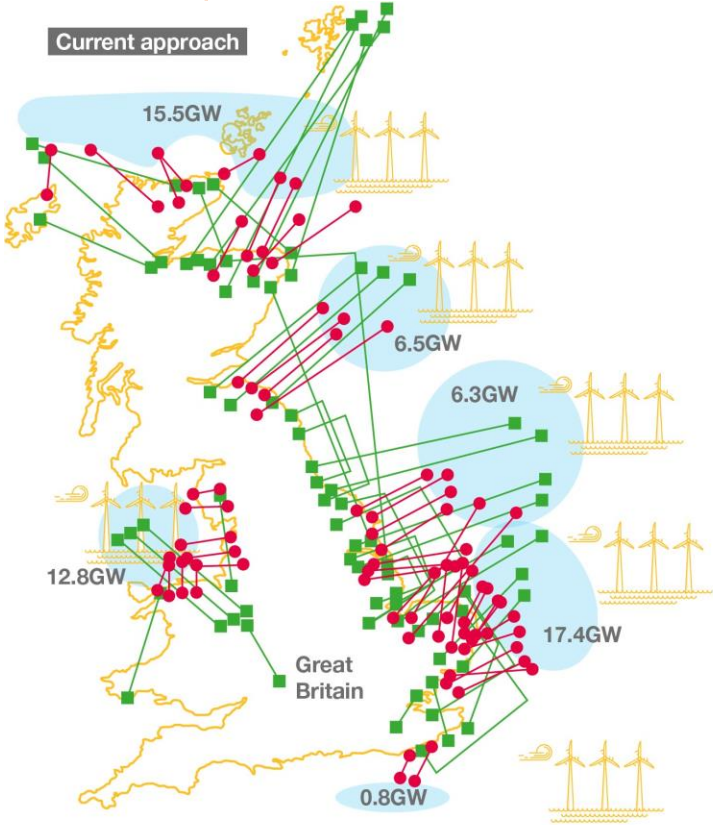 Current approach
15.5GW
6.5GW
6.3GW
12.8GW
17.4GW
Great
Britain
0.8GW